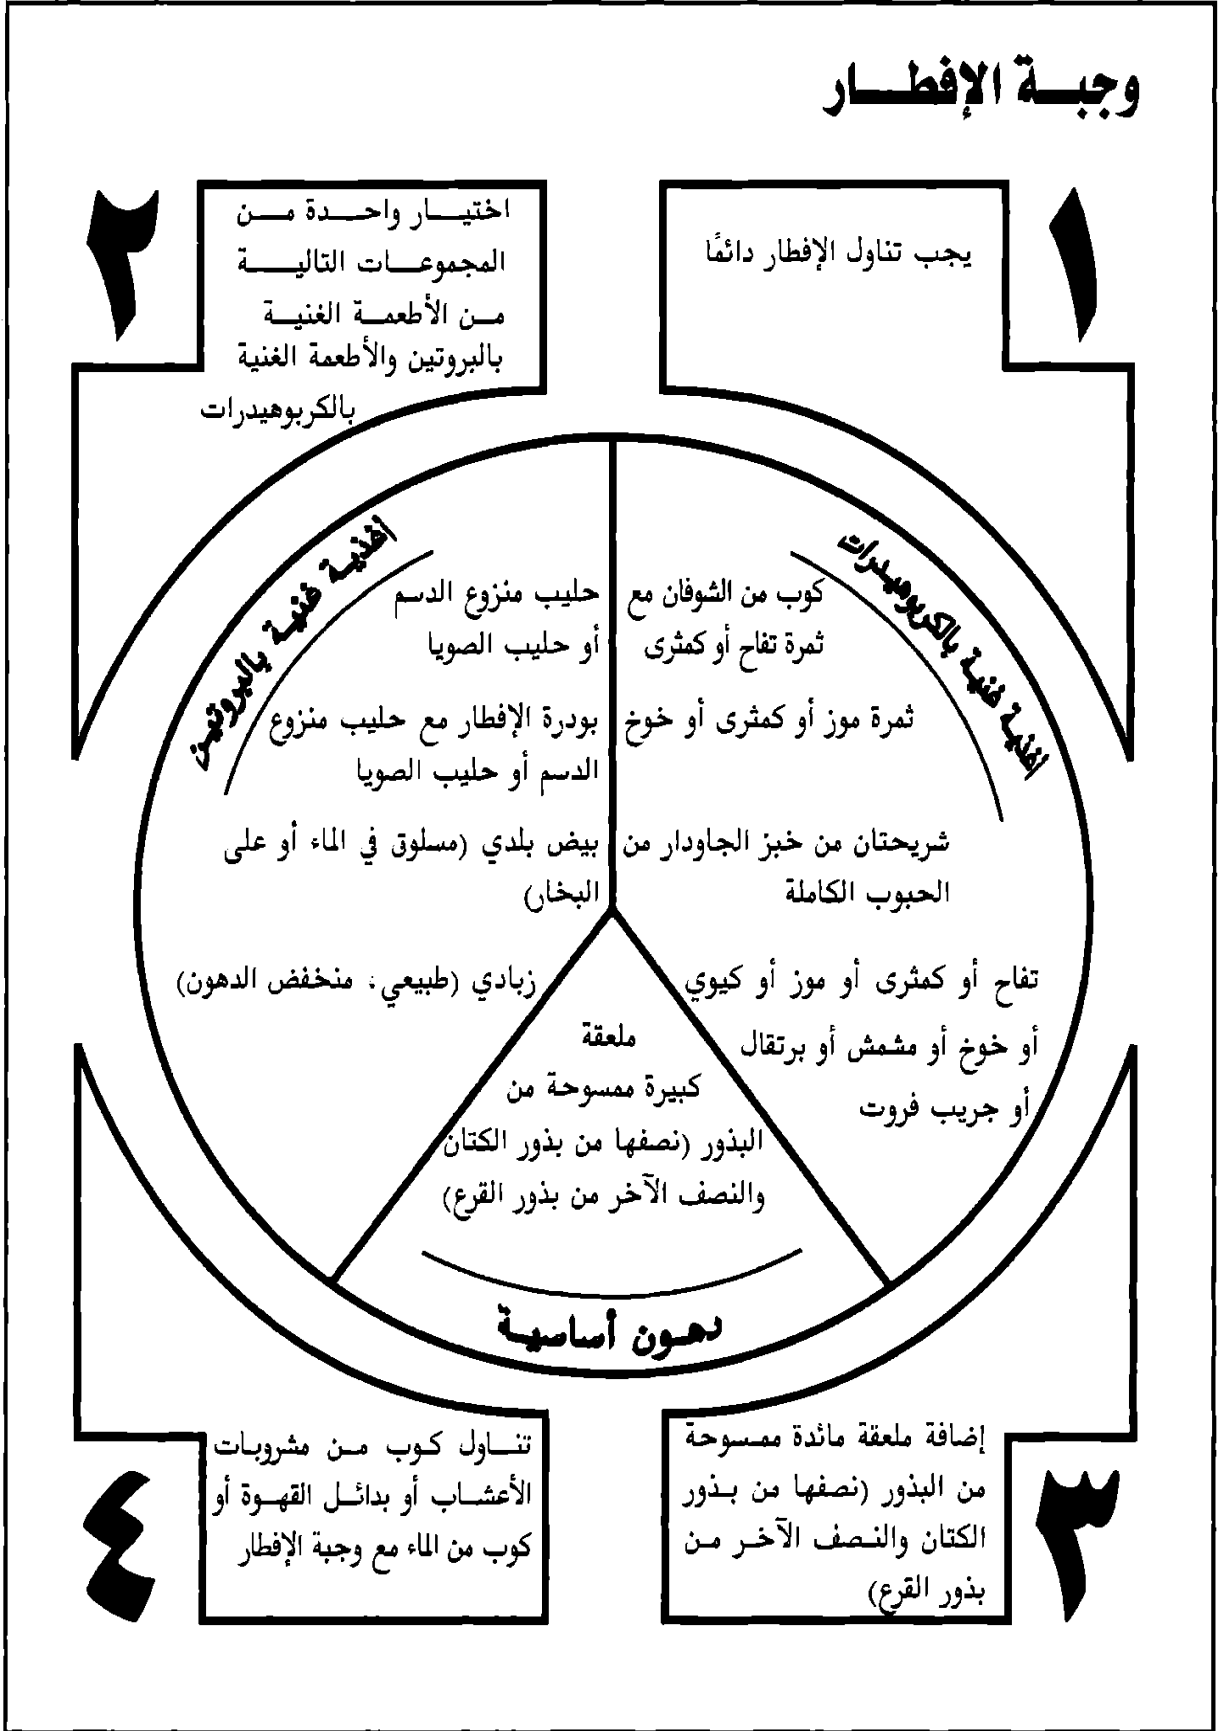 وجبة الإفطار
١
يجب تناول الإفطار دائمًا
٢
اختيار واحدة من
المجموعات التالية
من الأطعمة الغنية
بالبروتين والأطعمة الغنية
بالكربوهيدرات
أغذية غنية بالكربوهيدرات
كوب من الشوفان مع
ثمرة تفاح أو كمثرى
ثمرة موز أو كمثرى أو خوخ
شريحتان من خبز الجاودار من
الحبوب الكاملة
تفاح أو كمثرى أو موز أو كيوي
أو خوخ أو مشمش أو برتقال
أو جريب فروت
أغذية غنية بالبروتين
حليب منزوع الدسم
أو حليب الصويا
بودرة الإفطار مع حليب منزوع
الدسم أو حليب الصويا
بيض بلدي (مسلوق في الماء أو على
البخار)
زبادي (طبيعي، منخفض الدهون)
ملعقة
كبيرة ممسوحة من
البذور (نصفها من بذور الكتان
والنصف الآخر من بذور القرع)
دهون أساسية
٣
إضافة ملعقة مائدة ممسوحة
من البذور (نصفها من بذور
الكتان والنصف الآخر من
بذور القرع)
٤
تناول كوب من مشروبات
الأعشاب أو بدائل القهوة أو
كوب من الماء مع وجبة الإفطار